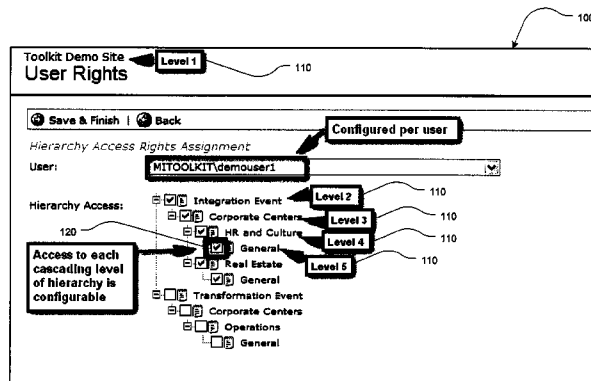 100
Toolkit Demo Site
Level 1
110
User Rights
Save & Finish | Back
Configured per user
Hierarchy Access Rights Assignment
User:
MITOOLKIT\demouser1
Hierarchy Access:
Integration Event
Level 2
110
Corporate Centers
Level 3
110
120
HR and Culture
Level 4
110
General
Level 5
110
Access to each
cascading level
of hierarchy is
configurable
Real Estate
General
Transformation Event
Corporate Centers
Operations
General